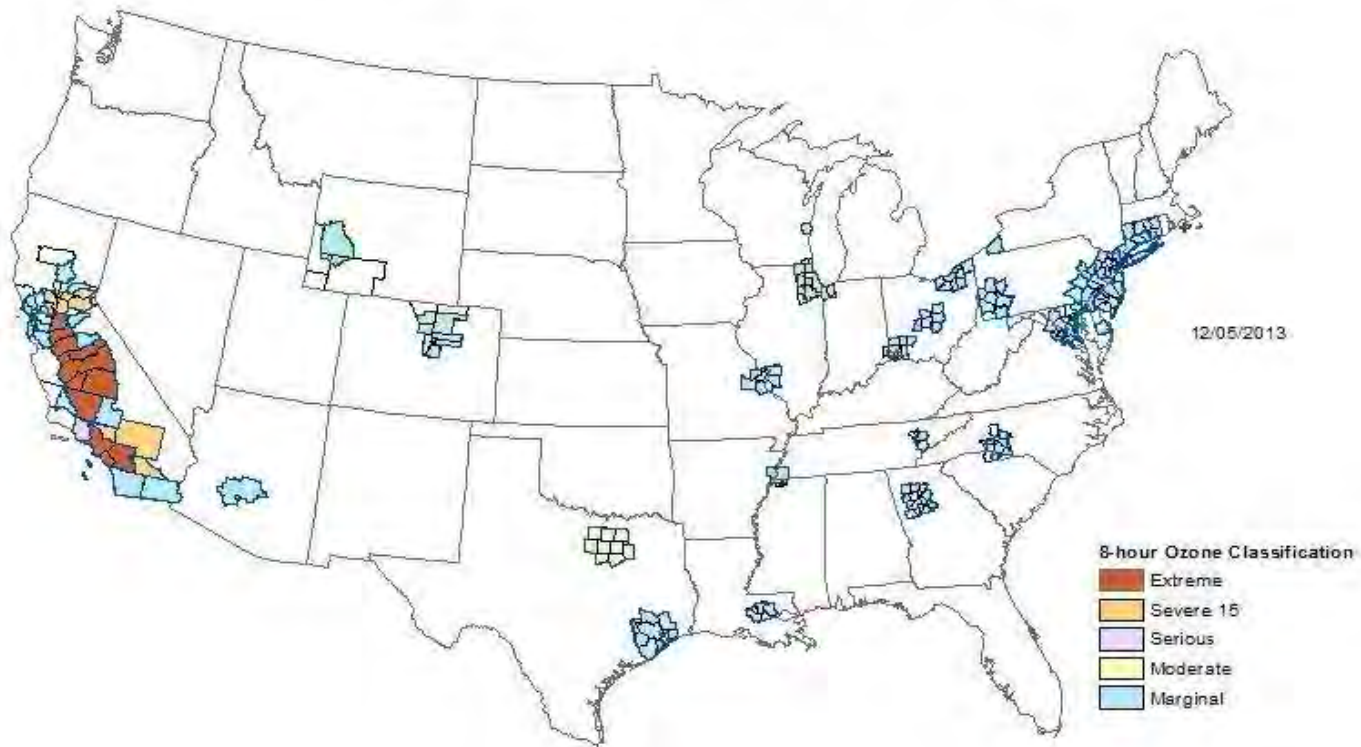 12/05/2013
8-hour Ozone Classification
Extreme
Severe 15
Serious
Moderate
Marginal